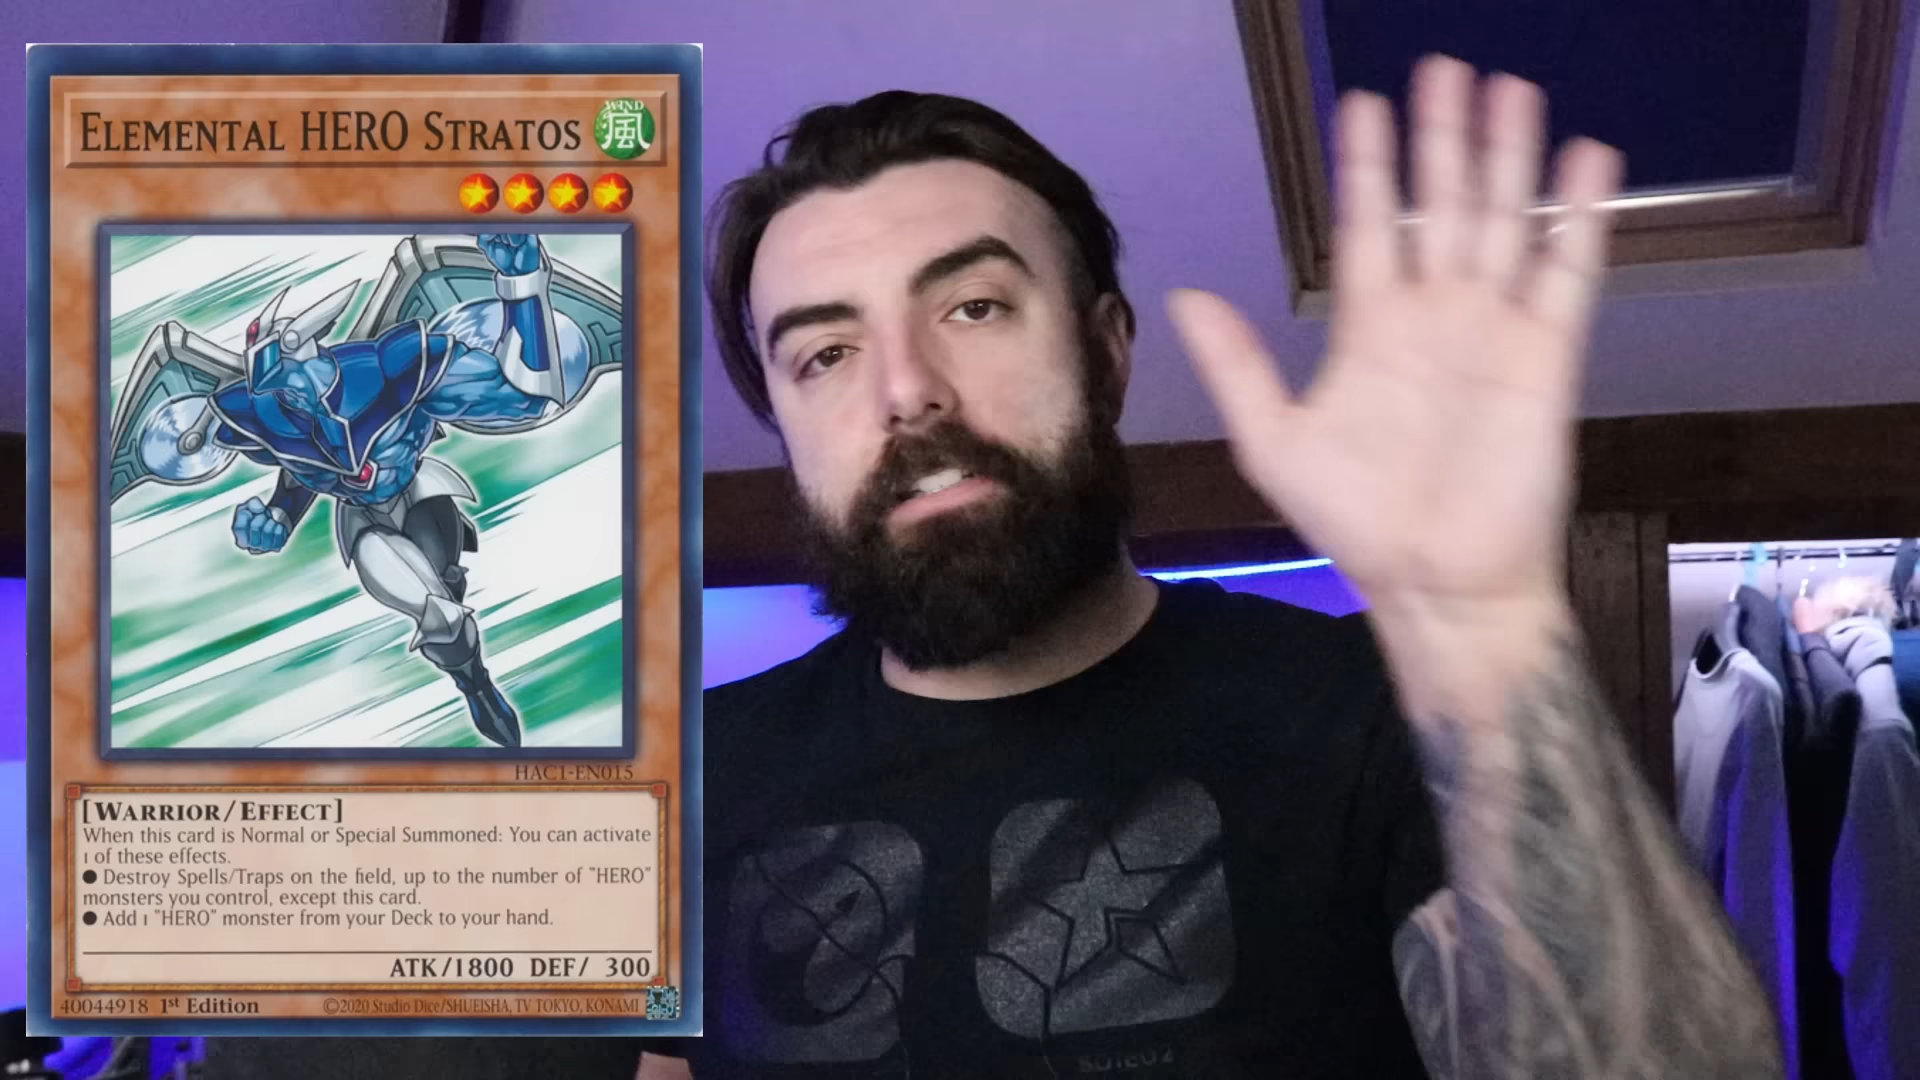 ELEMENTAL HERO STRATOS
WIND
風
HAC1-EN015
[WARRIOR/EFFECT]
When this card is Normal or Special Summoned: You can activate
1 of these effects.
● Destroy Spells/Traps on the field, up to the number of "HERO"
monsters you control, except this card.
● Add 1 "HERO" monster from your Deck to your hand.
ATK/1800 DEF/ 300
40044918 1st Edition ©2020 Studio Dice/SHUEISHA, TV TOKYO, KONAMI